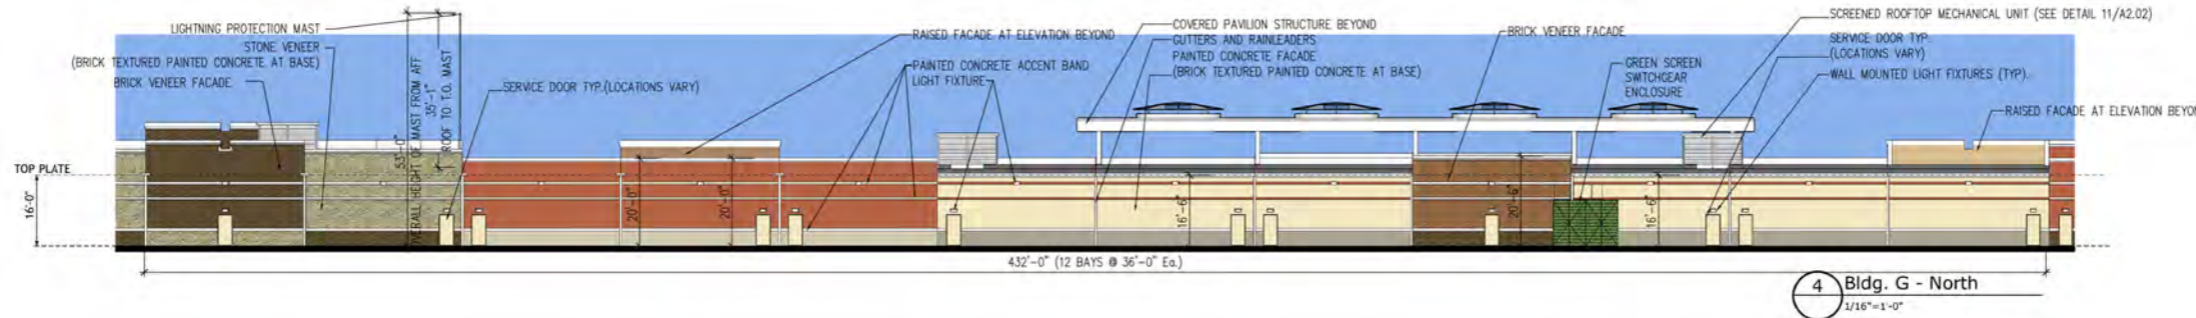 LIGHTNING PROTECTION MAST
STONE VENEER
(BRICK TEXTURED PAINTED CONCRETE AT BASE)
BRICK VENEER FACADE
53'-0"
OVERALL HEIGHT OF MAST FROM AFF
35'-1"
ROOF TO T.O. MAST
SERVICE DOOR TYP.(LOCATIONS VARY)
RAISED FACADE AT ELEVATION BEYOND
PAINTED CONCRETE ACCENT BAND
LIGHT FIXTURE
COVERED PAVILION STRUCTURE BEYOND
GUTTERS AND RAINLEADERS
PAINTED CONCRETE FACADE
(BRICK TEXTURED PAINTED CONCRETE AT BASE)
BRICK VENEER FACADE
GREEN SCREEN
SWITCHGEAR
ENCLOSURE
SCREENED ROOFTOP MECHANICAL UNIT (SEE DETAIL 11/A2.02)
SERVICE DOOR TYP.
(LOCATIONS VARY)
WALL MOUNTED LIGHT FIXTURES (TYP).
RAISED FACADE AT ELEVATION BEYO
TOP PLATE
16'-0"
20'-0"
20'-0"
16'-6"
20'-6"
16'-6"
432'-0" (12 BAYS @ 36'-0" Ea.)
4 Bldg. G - North
1/16"=1'-0"